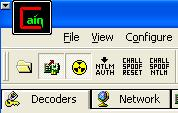 Cain
File View Configure
NTLM AUTH CHALL SPOOF RESET CHALL SPOOF NTLM
Decoders Network